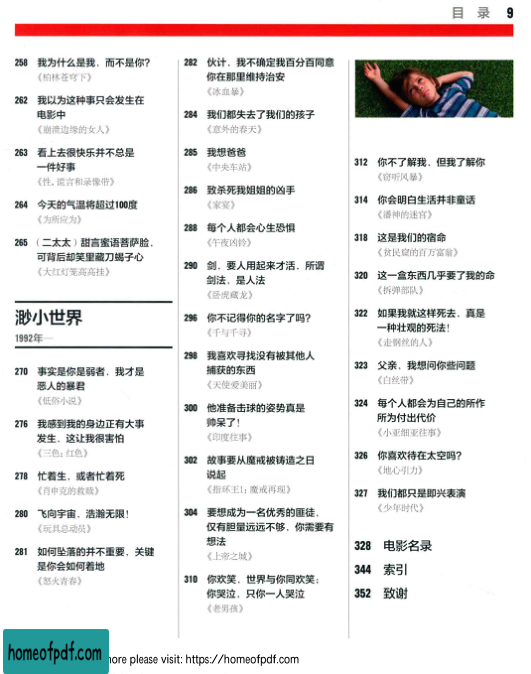 目 录 9
258 我为什么是我，而不是你？
《柏林苍穹下》
262 我以为这种事只会发生在
电影中
《崩溃边缘的女人》
263 看上去很快乐并不总是
一件好事
《性，谎言和录像带》
264 今天的气温将超过100度
《为所应为》
265 （二太太）甜言蜜语菩萨脸，
可背后却笑里藏刀蝎子心
《大红灯笼高高挂》
渺小世界
1992年—
270 事实是你是弱者，我才是
恶人的暴君
《低俗小说》
276 我感到我的身边正有大事
发生，这让我很害怕
《三色：红色》
278 忙着生，或者忙着死
《肖申克的救赎》
280 飞向宇宙，浩瀚无限！
《玩具总动员》
281 如何坠落的并不重要，关键
是你会如何着地
《怒火青春》
282 伙计，我不确定我百分百同意
你在那里维持治安
《冰血暴》
284 我们都失去了我们的孩子
《意外的春天》
285 我想爸爸
《中央车站》
286 致杀死我姐姐的凶手
《家宴》
288 每个人都会心生恐惧
《午夜凶铃》
290 剑，要人用起来才活，所谓
剑法，是人法
《卧虎藏龙》
296 你不记得你的名字了吗？
《千与千寻》
298 我喜欢寻找没有被其他人
捕获的东西
《天使爱美丽》
300 他准备击球的姿势真是
帅呆了！
《印度往事》
302 故事要从魔戒被铸造之日
说起
《指环王1：魔戒再现》
304 要想成为一名优秀的匪徒，
仅有胆量远远不够，你需要有
想法
《上帝之城》
310 你欢笑，世界与你同欢笑；
你哭泣，只你一人哭泣
《老男孩》
312 你不了解我，但我了解你
《窃听风暴》
314 你会明白生活并非童话
《潘神的迷宫》
318 这是我们的宿命
《贫民窟的百万富翁》
320 这一盒东西几乎要了我的命
《拆弹部队》
322 如果我就这样死去，真是
一种壮观的死法！
《走钢丝的人》
323 父亲，我想问你些问题
《白丝带》
324 每个人都会为自己的所作
所为付出代价
《小亚细亚往事》
326 你喜欢待在太空吗？
《地心引力》
327 我们都只是即兴表演
《少年时代》
328 电影名录
344 索引
352 致谢
homeofpdf.com
more please visit: https://homeofpdf.com